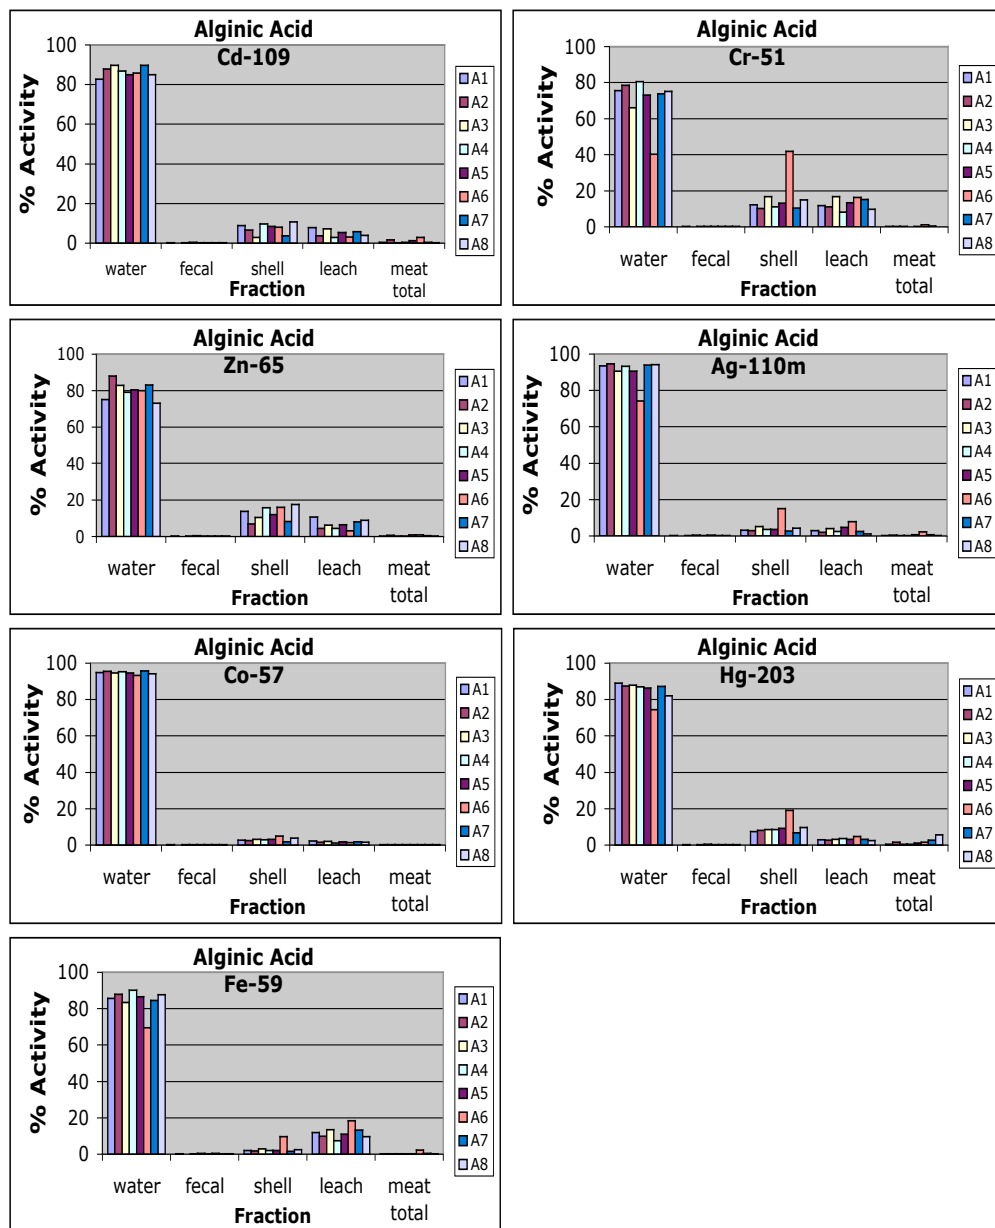 Alginic Acid
Cd-109
% Activity
100
80
60
40
20
0
water fecal shell leach meat total
Fraction
A1
A2
A3
A4
A5
A6
A7
A8
Alginic Acid
Cr-51
% Activity
100
80
60
40
20
0
water fecal shell leach meat total
Fraction
A1
A2
A3
A4
A5
A6
A7
A8
Alginic Acid
Zn-65
% Activity
100
80
60
40
20
0
water fecal shell leach meat total
Fraction
A1
A2
A3
A4
A5
A6
A7
A8
Alginic Acid
Ag-110m
% Activity
100
80
60
40
20
0
water fecal shell leach meat total
Fraction
A1
A2
A3
A4
A5
A6
A7
A8
Alginic Acid
Co-57
% Activity
100
80
60
40
20
0
water fecal shell leach meat total
Fraction
A1
A2
A3
A4
A5
A6
A7
A8
Alginic Acid
Hg-203
% Activity
100
80
60
40
20
0
water fecal shell leach meat total
Fraction
A1
A2
A3
A4
A5
A6
A7
A8
Alginic Acid
Fe-59
% Activity
100
80
60
40
20
0
water fecal shell leach meat total
Fraction
A1
A2
A3
A4
A5
A6
A7
A8